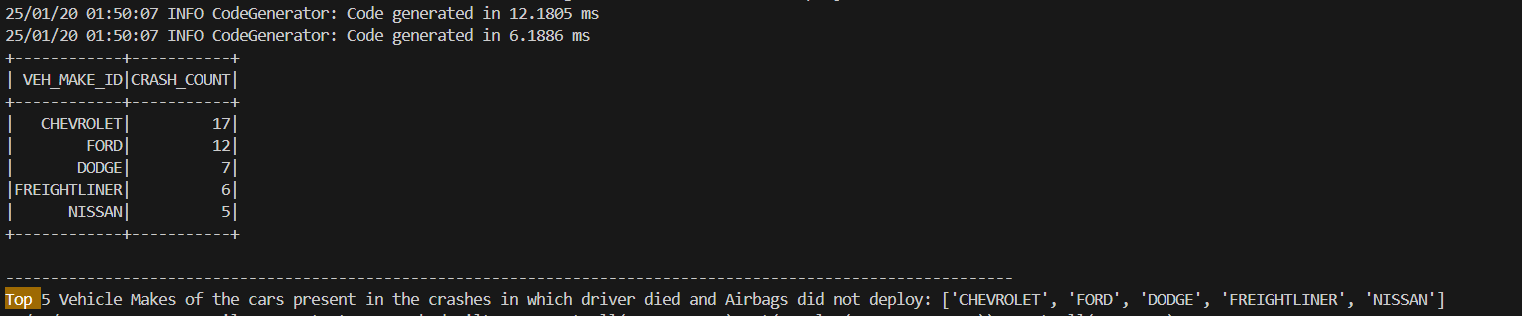 25/01/20 01:50:07 INFO CodeGenerator: Code generated in 12.1805 ms
25/01/20 01:50:07 INFO CodeGenerator: Code generated in 6.1886 ms
+------------+-----------+
| VEH_MAKE_ID|CRASH_COUNT|
+------------+-----------+
|   CHEVROLET|         17|
|        FORD|         12|
|       DODGE|          7|
|FREIGHTLINER|          6|
|      NISSAN|          5|
+------------+-----------+
----------------------------------------------------------------------------------------------------------------
Top 5 Vehicle Makes of the cars present in the crashes in which driver died and Airbags did not deploy: ['CHEVROLET', 'FORD', 'DODGE', 'FREIGHTLINER', 'NISSAN']